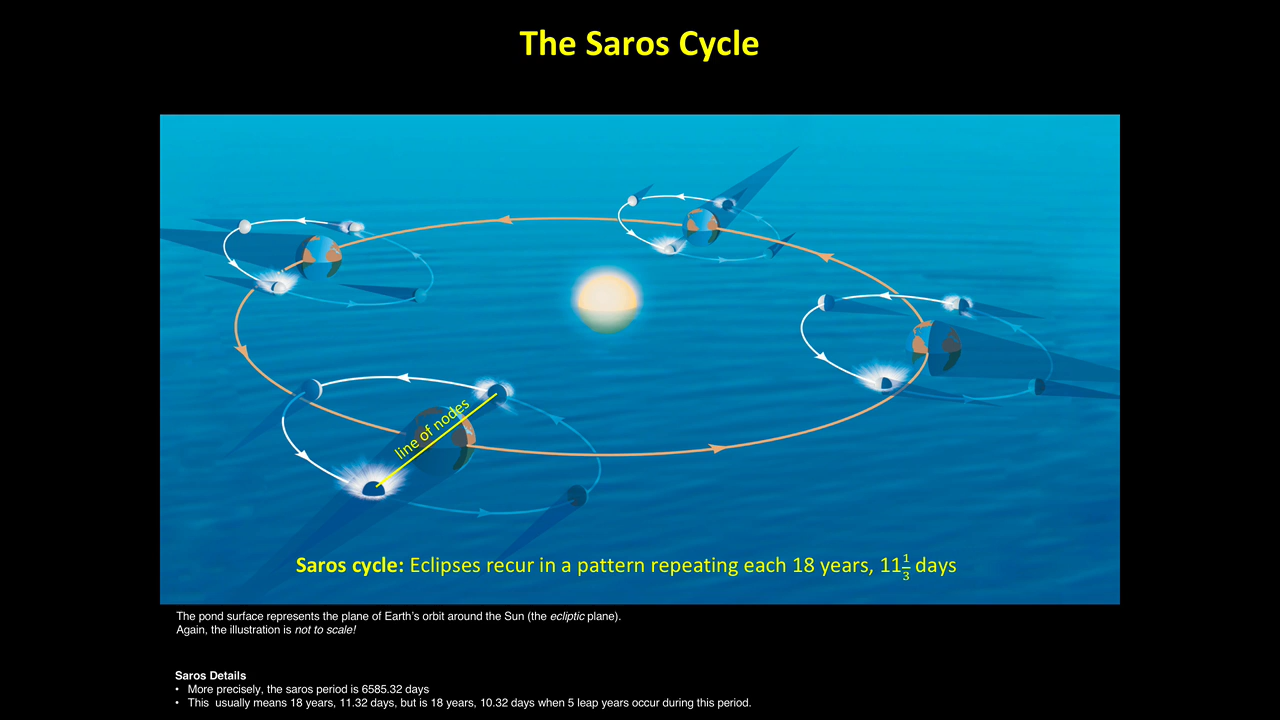 The Saros Cycle
line of nodes
Saros cycle: Eclipses recur in a pattern repeating each 18 years, 11 1/3 days
The pond surface represents the plane of Earth's orbit around the Sun (the ecliptic plane).
Again, the illustration is not to scale!
Saros Details
• More precisely, the saros period is 6585.32 days
• This  usually means 18 years, 11.32 days, but is 18 years, 10.32 days when 5 leap years occur during this period.